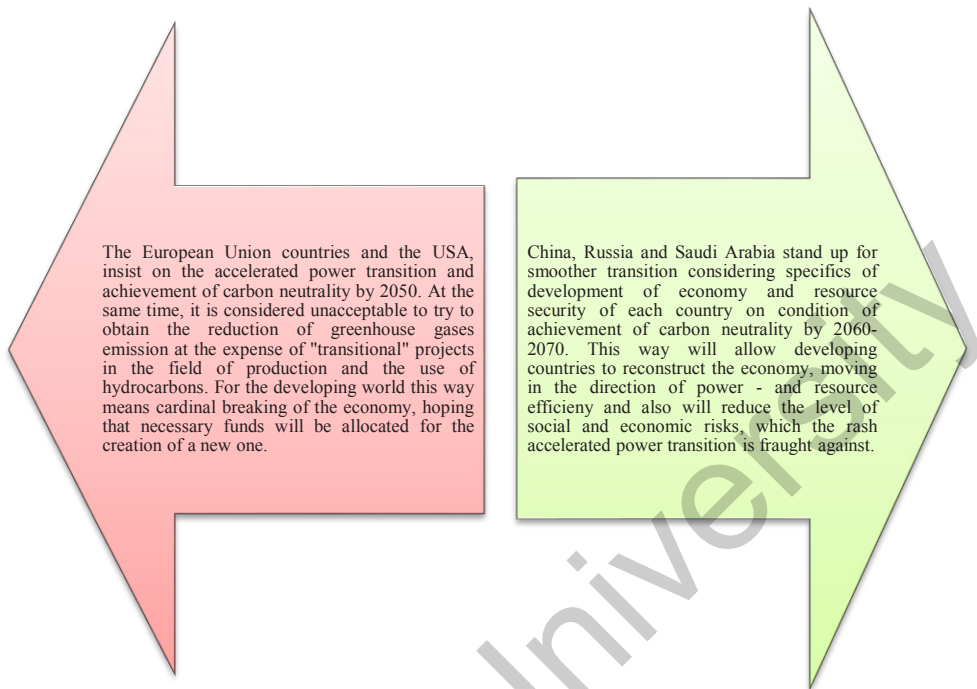 The European Union countries and the USA,
insist on the accelerated power transition and
achievement of carbon neutrality by 2050. At the
same time, it is considered unacceptable to try to
obtain the reduction of greenhouse gases
emission at the expense of "transitional" projects
in the field of production and the use of
hydrocarbons. For the developing world this way
means cardinal breaking of the economy, hoping
that necessary funds will be allocated for the
creation of a new one.
China, Russia and Saudi Arabia stand up for
smoother transition considering specifics of
development of economy and resource
security of each country on condition of
achievement of carbon neutrality by 2060-
2070. This way will allow developing
countries to reconstruct the economy, moving
in the direction of power - and resource
efficieny and also will reduce the level of
social and economic risks, which the rash
accelerated power transition is fraught against.
University